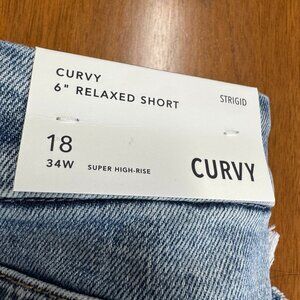 CURVY
6" RELAXED SHORT
STRIGID
18
34W
SUPER HIGH-RISE
CURVY